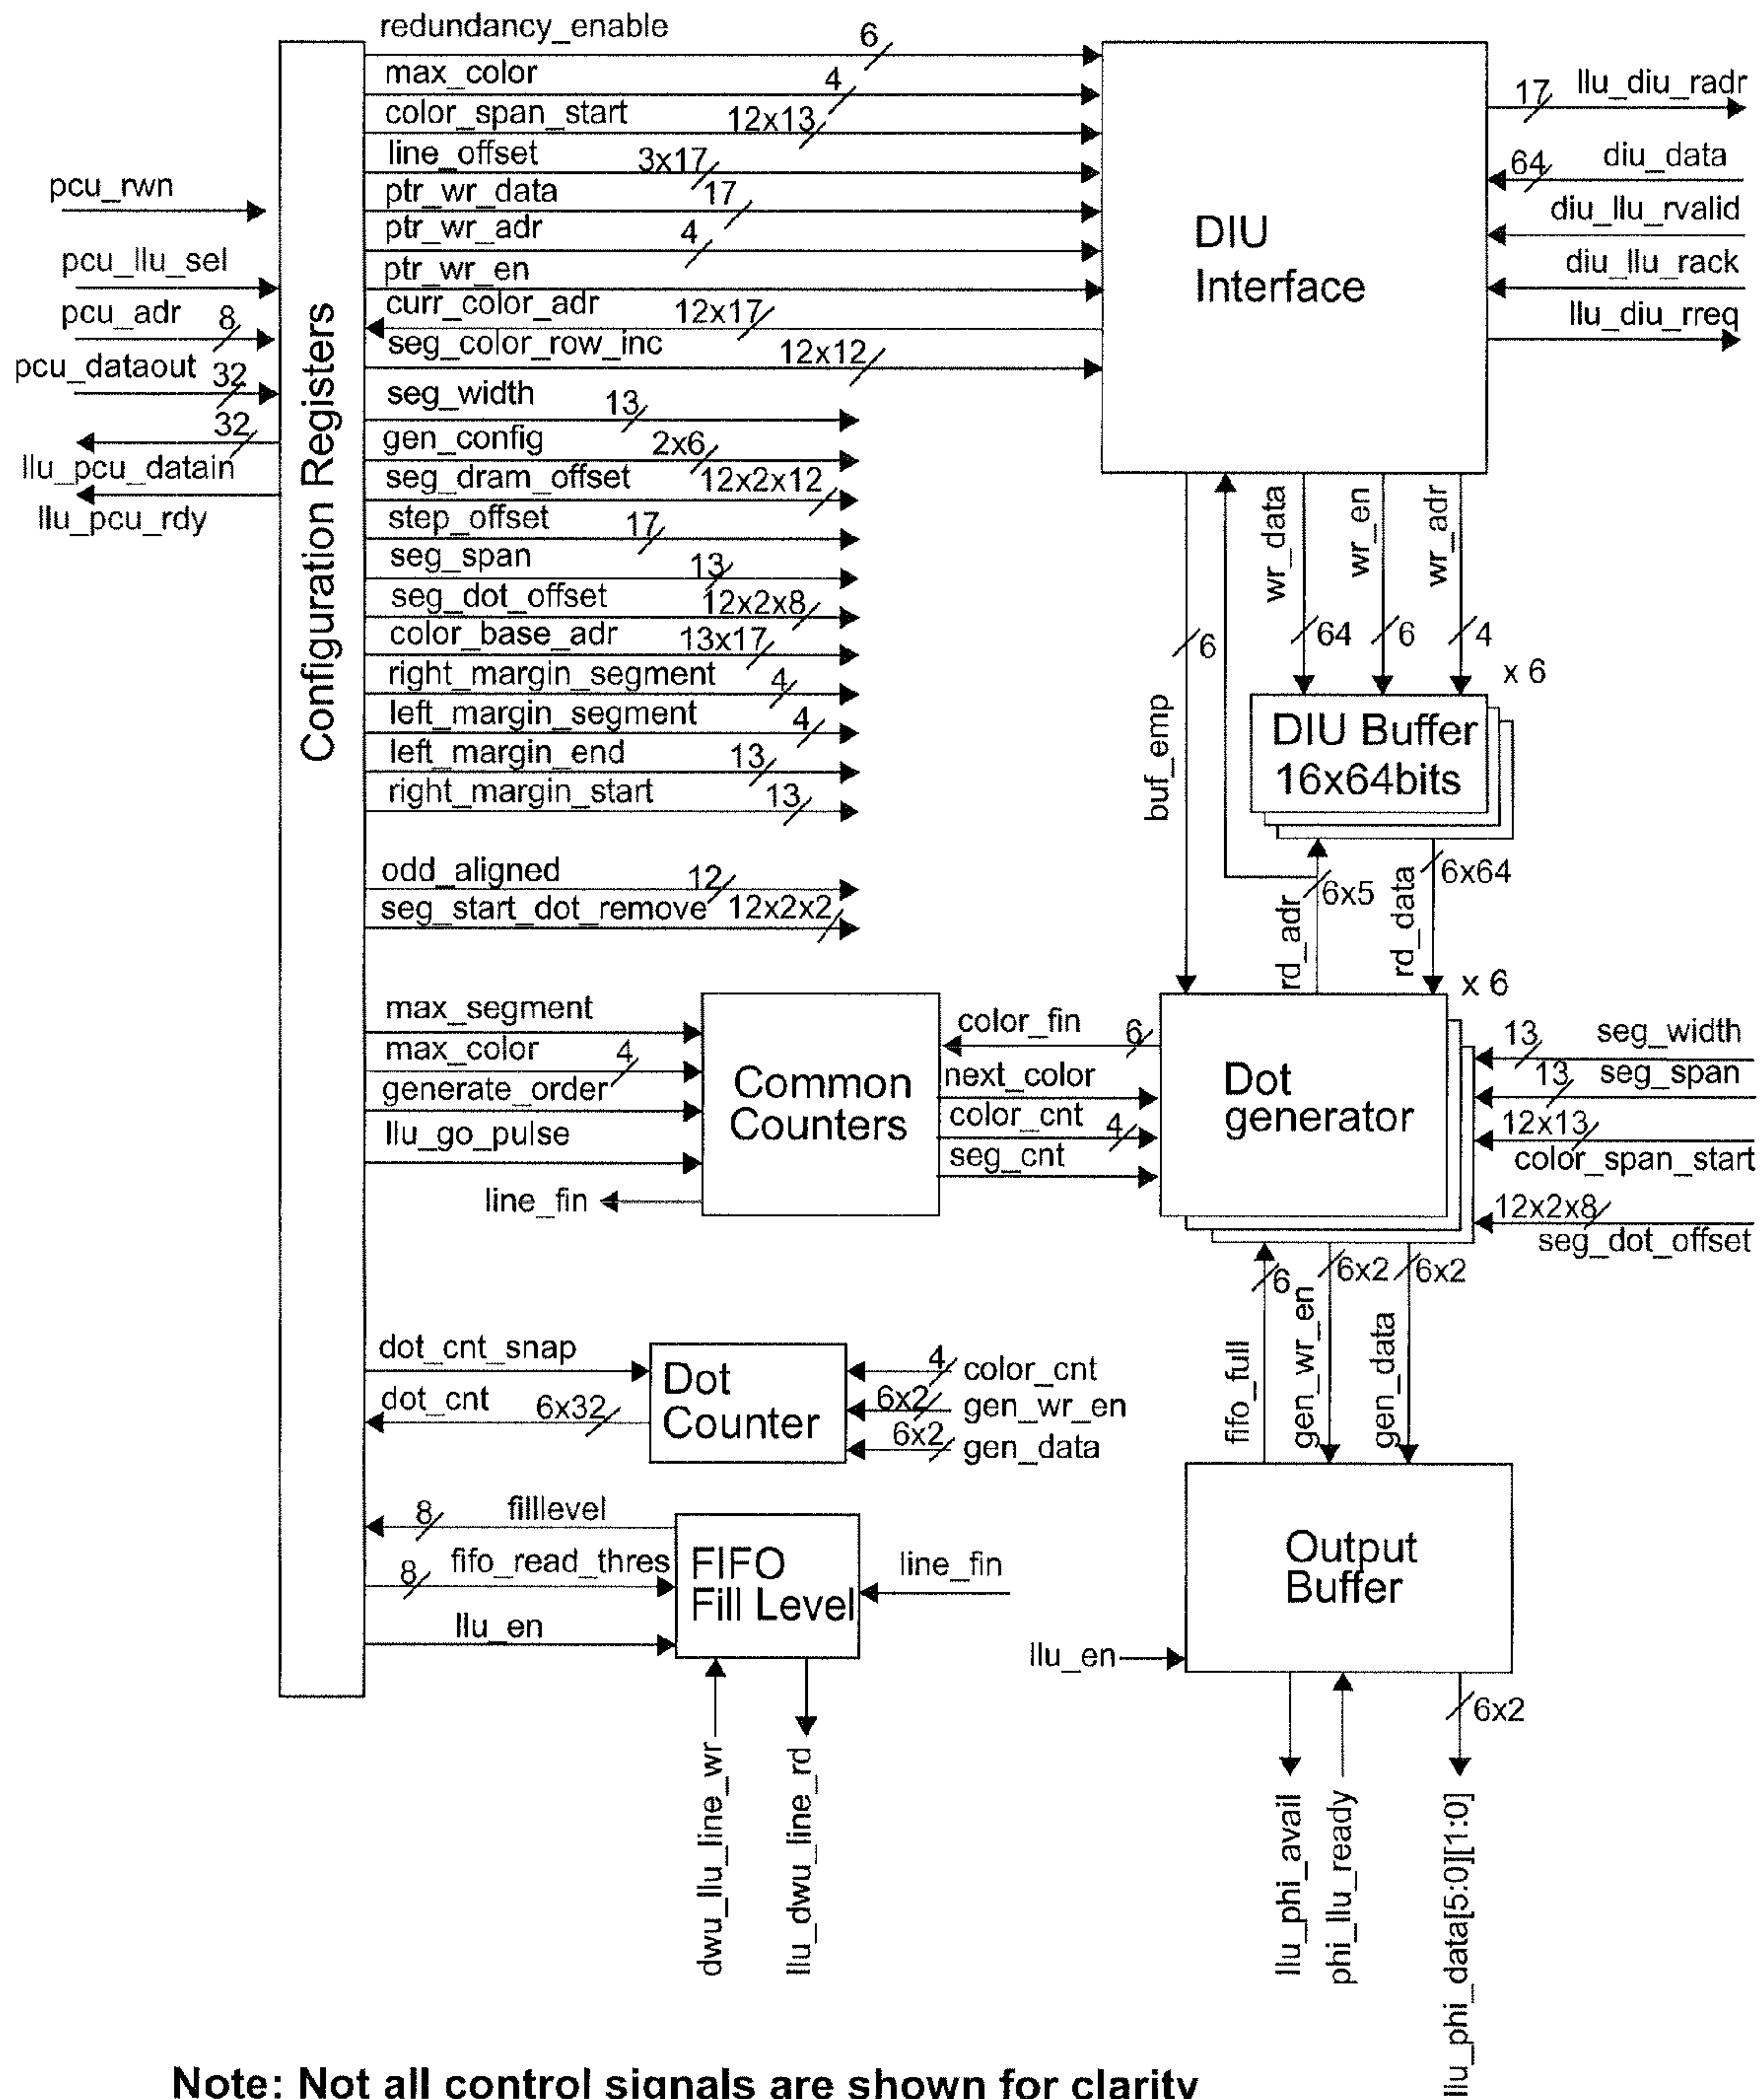 redundancy_enable
6
max_color
4
color_span_start
12x13
line_offset
3x17
ptr_wr_data
17
ptr_wr_adr
4
ptr_wr_en
curr_color_adr
12x17
seg_color_row_inc
12x12
seg_width
13
gen_config
2x6
seg_dram_offset
12x2x12
step_offset
17
seg_span
13
seg_dot_offset
12x2x8
color_base_adr
13x17
right_margin_segment
4
left_margin_segment
4
left_margin_end
13
right_margin_start
13
odd_aligned
12
seg_start_dot_remove
12x2x2
pcu_rwn
pcu_llu_sel
pcu_adr
8
pcu_dataout
32
32
llu_pcu_datain
llu_pcu_rdy
Configuration Registers
DIU
Interface
17
llu_diu_radr
64
diu_data
diu_llu_rvalid
diu_llu_rack
llu_diu_rreq
buf_emp
6
wr_data
64
wr_en
6
wr_adr
4
x 6
DIU Buffer
16x64bits
rd_adr
6x5
rd_data
6x64
x 6
max_segment
max_color
4
generate_order
llu_go_pulse
line_fin
Common
Counters
color_fin
6
next_color
color_cnt
4
seg_cnt
Dot
generator
13
seg_width
13
seg_span
12x13
color_span_start
12x2x8
seg_dot_offset
fifo_full
6
gen_wr_en
6x2
gen_data
6x2
dot_cnt_snap
dot_cnt
6x32
Dot
Counter
4
color_cnt
6x2
gen_wr_en
6x2
gen_data
8
filllevel
8
fifo_read_thres
llu_en
FIFO
Fill Level
line_fin
dwu_llu_line_wr
llu_dwu_line_rd
Output
Buffer
llu_en
llu_phi_avail
phi_llu_ready
6x2
llu_phi_data[5:0][1:0]
Note: Not all control signals are shown for clarity